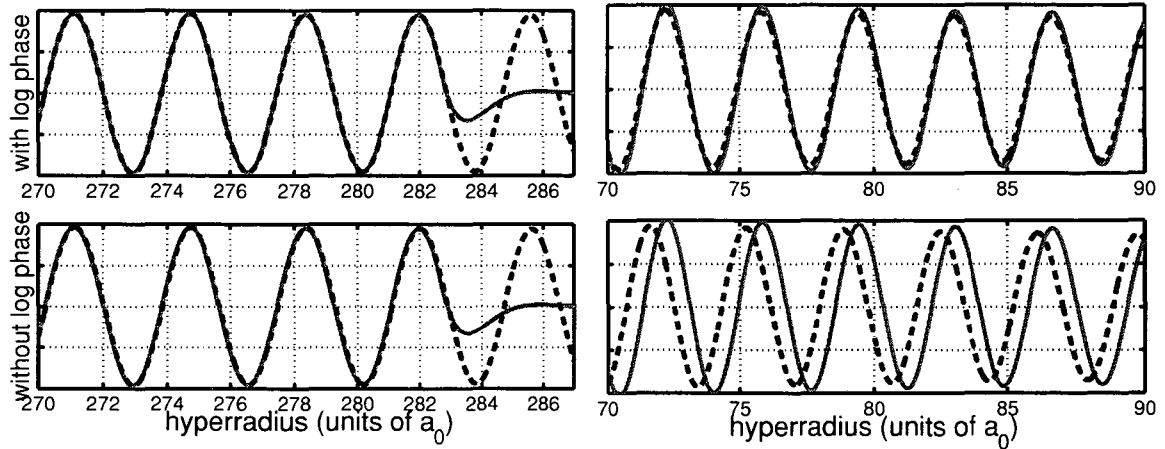 with log phase
270 272 274 276 278 280 282 284 286
70 75 80 85 90
without log phase
270 272 274 276 278 280 282 284 286
hyperradius (units of a0)
70 75 80 85 90
hyperradius (units of a0)